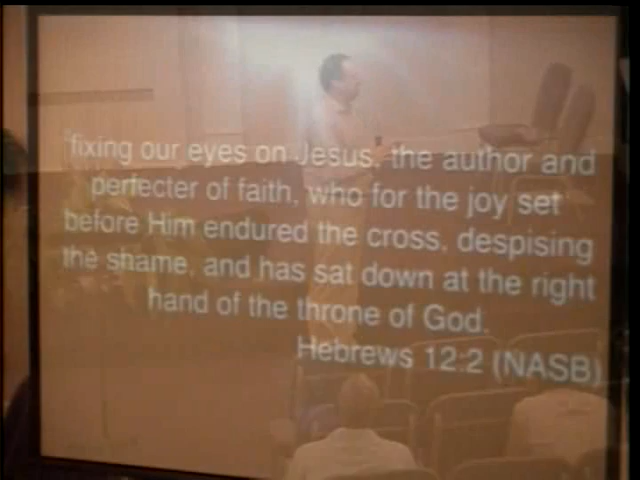 fixing our eyes on Jesus, the author and
perfecter of faith, who for the joy set
before Him endured the cross, despising
the shame, and has sat down at the right
hand of the throne of God.
Hebrews 12:2 (NASB)